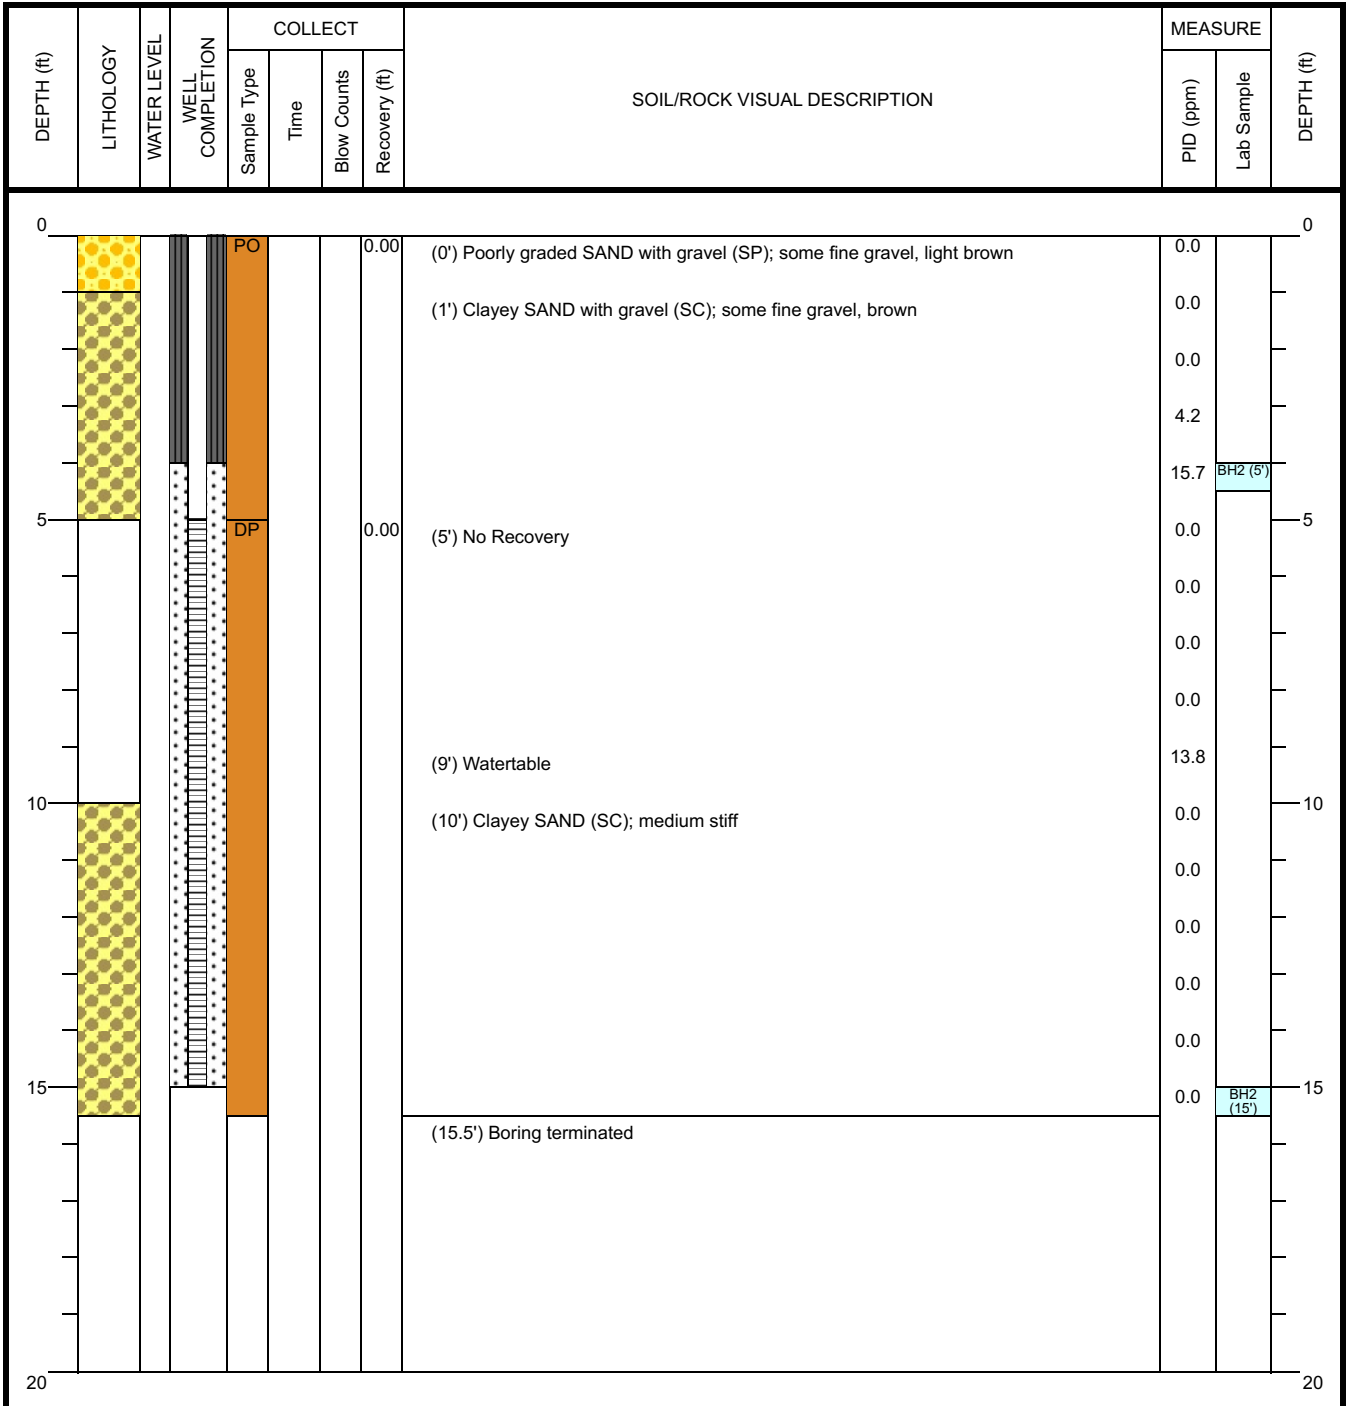 COLLECT
MEASURE
DEPTH (ft)
LITHOLOGY
WATER LEVEL
WELL
COMPLETION
Sample Type
Time
Blow Counts
Recovery (ft)
SOIL/ROCK VISUAL DESCRIPTION
PID (ppm)
Lab Sample
DEPTH (ft)
0
0
PO
0.00
(0') Poorly graded SAND with gravel (SP); some fine gravel, light brown
0.0
(1') Clayey SAND with gravel (SC); some fine gravel, brown
0.0
0.0
4.2
15.7
BH2 (5')
5
DP
0.00
(5') No Recovery
0.0
5
0.0
0.0
0.0
(9') Watertable
13.8
10
10
(10') Clayey SAND (SC); medium stiff
0.0
0.0
0.0
0.0
0.0
15
0.0
BH2
(15')
15
(15.5') Boring terminated
20
20